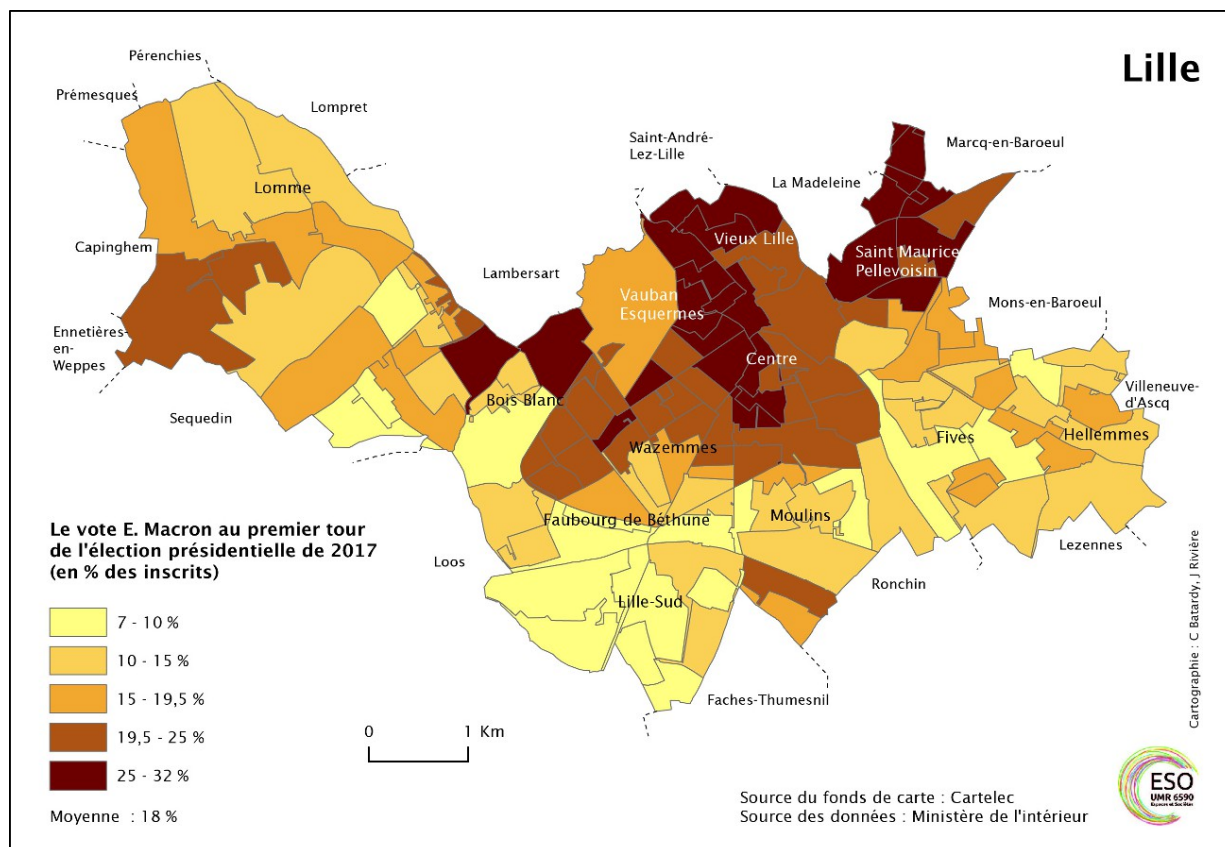 Lille
Pérenchies
Prémesques
Lompret
Lomme
Capinghem
Ennetières-
en-
Weppes
Sequedin
Lambersart
Saint-André-
Lez-Lille
La Madeleine
Marcq-en-Baroeul
Vieux Lille
Saint Maurice
Pellevoisin
Vauban
Esquermes
Mons-en-Baroeul
Centre
Bois Blanc
Villeneuve-
d'Ascq
Wazemmes
Fives
Hellemmes
Faubourg de Béthune
Moulins
Loos
Lezennes
Ronchin
Lille-Sud
Faches-Thumesnil
Le vote E. Macron au premier tour
de l'élection présidentielle de 2017
(en % des inscrits)
7 - 10 %
10 - 15 %
15 - 19,5 %
19,5 - 25 %
25 - 32 %
Moyenne : 18 %
0 1 Km
Source du fonds de carte : Cartelec
Source des données : Ministère de l'intérieur
Cartographie : C Batardy, J Rivière
ESO
UMR 6590
Espaces et Sociétés